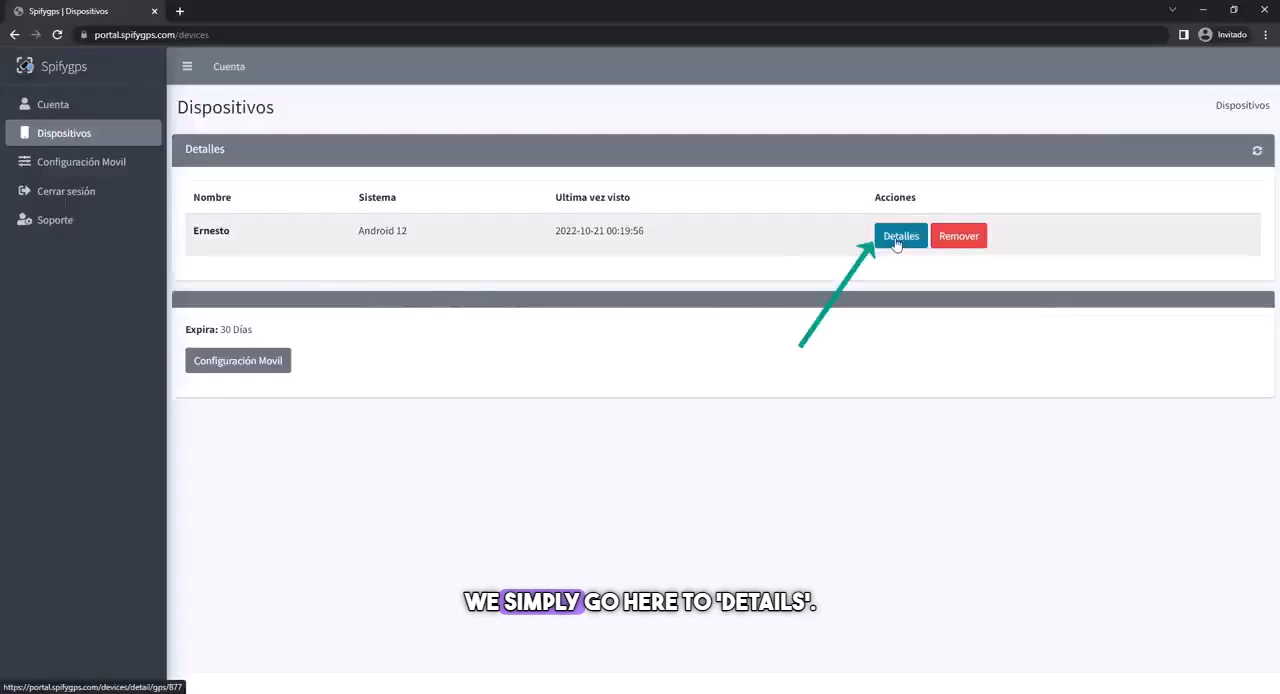 Spifygps | Dispositivos
portal.spifygps.com/devices
Invitado
Spifygps
Cuenta
Cuenta
Dispositivos
Configuración Movil
Cerrar sesión
Soporte
Dispositivos
Dispositivos
Detalles
Nombre Sistema Ultima vez visto Acciones
Ernesto Android 12 2022-10-21 00:19:56 Detalles Remover
Expira: 30 Días
Configuración Movil
WE SIMPLY GO HERE TO 'DETAILS'.
https://portal.spifygps.com/devices/detail/gps/877